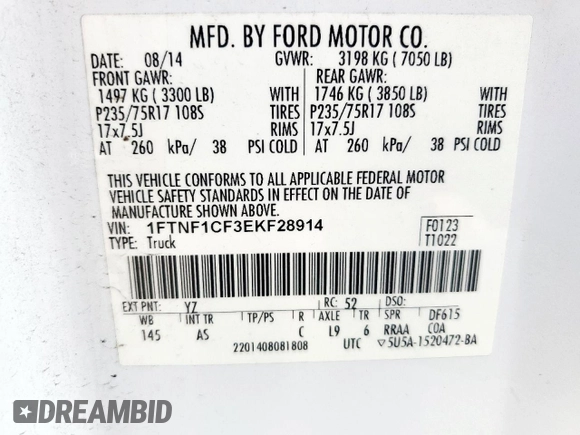 MFD. BY FORD MOTOR CO.
DATE: 08/14 GVWR: 3198 KG ( 7050 LB)
FRONT GAWR: REAR GAWR:
1497 KG ( 3300 LB) WITH 1746 KG ( 3850 LB) WITH
P235/75R17 108S TIRES P235/75R17 108S TIRES
17x7.5J RIMS 17x7.5J RIMS
AT 260 kPa/ 38 PSI COLD AT 260 kPa/ 38 PSI COLD
THIS VEHICLE CONFORMS TO ALL APPLICABLE FEDERAL MOTOR
VEHICLE SAFETY STANDARDS IN EFFECT ON THE DATE OF
MANUFACTURE SHOWN ABOVE.
VIN: 1FTNF1CF3EKF28914 F0123
TYPE: Truck T1022
EXT PNT: YZ RC: 52 DSO:
WB INT TR TP/PS R AXLE TR SPR DF615
145 AS C L9 6 RRAA COA
2201408081808 UTC ▽5U5A-1520472-BA
DREAMBID